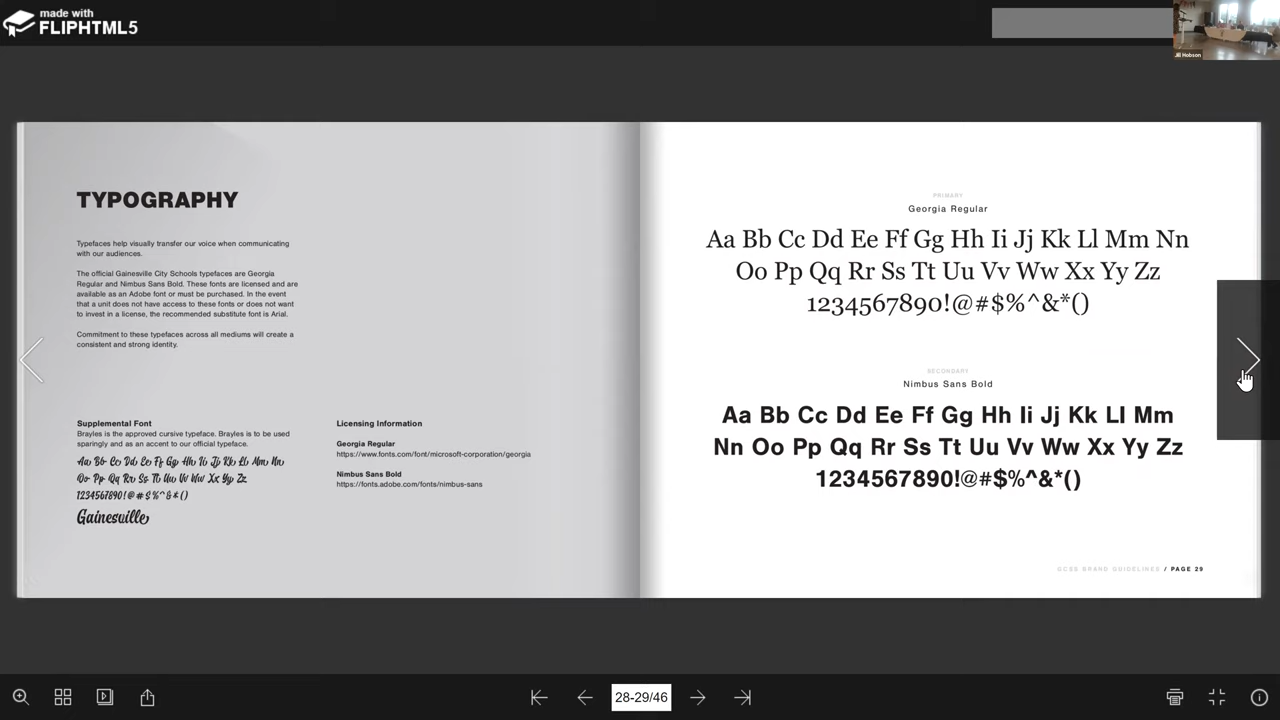 made with
FLIPHTML5
Jill Hobson
TYPOGRAPHY
Typefaces help visually transfer our voice when communicating
with our audiences.
The official Gainesville City Schools typefaces are Georgia
Regular and Nimbus Sans Bold. These fonts are licensed and are
available as an Adobe font or must be purchased. In the event
that a unit does not have access to these fonts or does not want
to invest in a license, the recommended substitute font is Arial.
Commitment to these typefaces across all mediums will create a
consistent and strong identity.
Supplemental Font
Brayles is the approved cursive typeface. Brayles is to be used
sparingly and as an accent to our official typeface.
Aa Bb Cc Dd Ee Ff Gg Hh Ii Jj Kk Ll Mm Nn
Oo Pp Qq Rr Ss Tt Uu Vv Ww Xx Yy Zz
1234567890!@#$%^&*()
Gainesville
Licensing Information
Georgia Regular
https://www.fonts.com/font/microsoft-corporation/georgia
Nimbus Sans Bold
https://fonts.adobe.com/fonts/nimbus-sans
PRIMARY
Georgia Regular
Aa Bb Cc Dd Ee Ff Gg Hh Ii Jj Kk Ll Mm Nn
Oo Pp Qq Rr Ss Tt Uu Vv Ww Xx Yy Zz
1234567890!@#$%^&*()
SECONDARY
Nimbus Sans Bold
Aa Bb Cc Dd Ee Ff Gg Hh Ii Jj Kk Ll Mm
Nn Oo Pp Qq Rr Ss Tt Uu Vv Ww Xx Yy Zz
1234567890!@#$%^&*()
GCSS BRAND GUIDELINES / PAGE 29
28-29/46